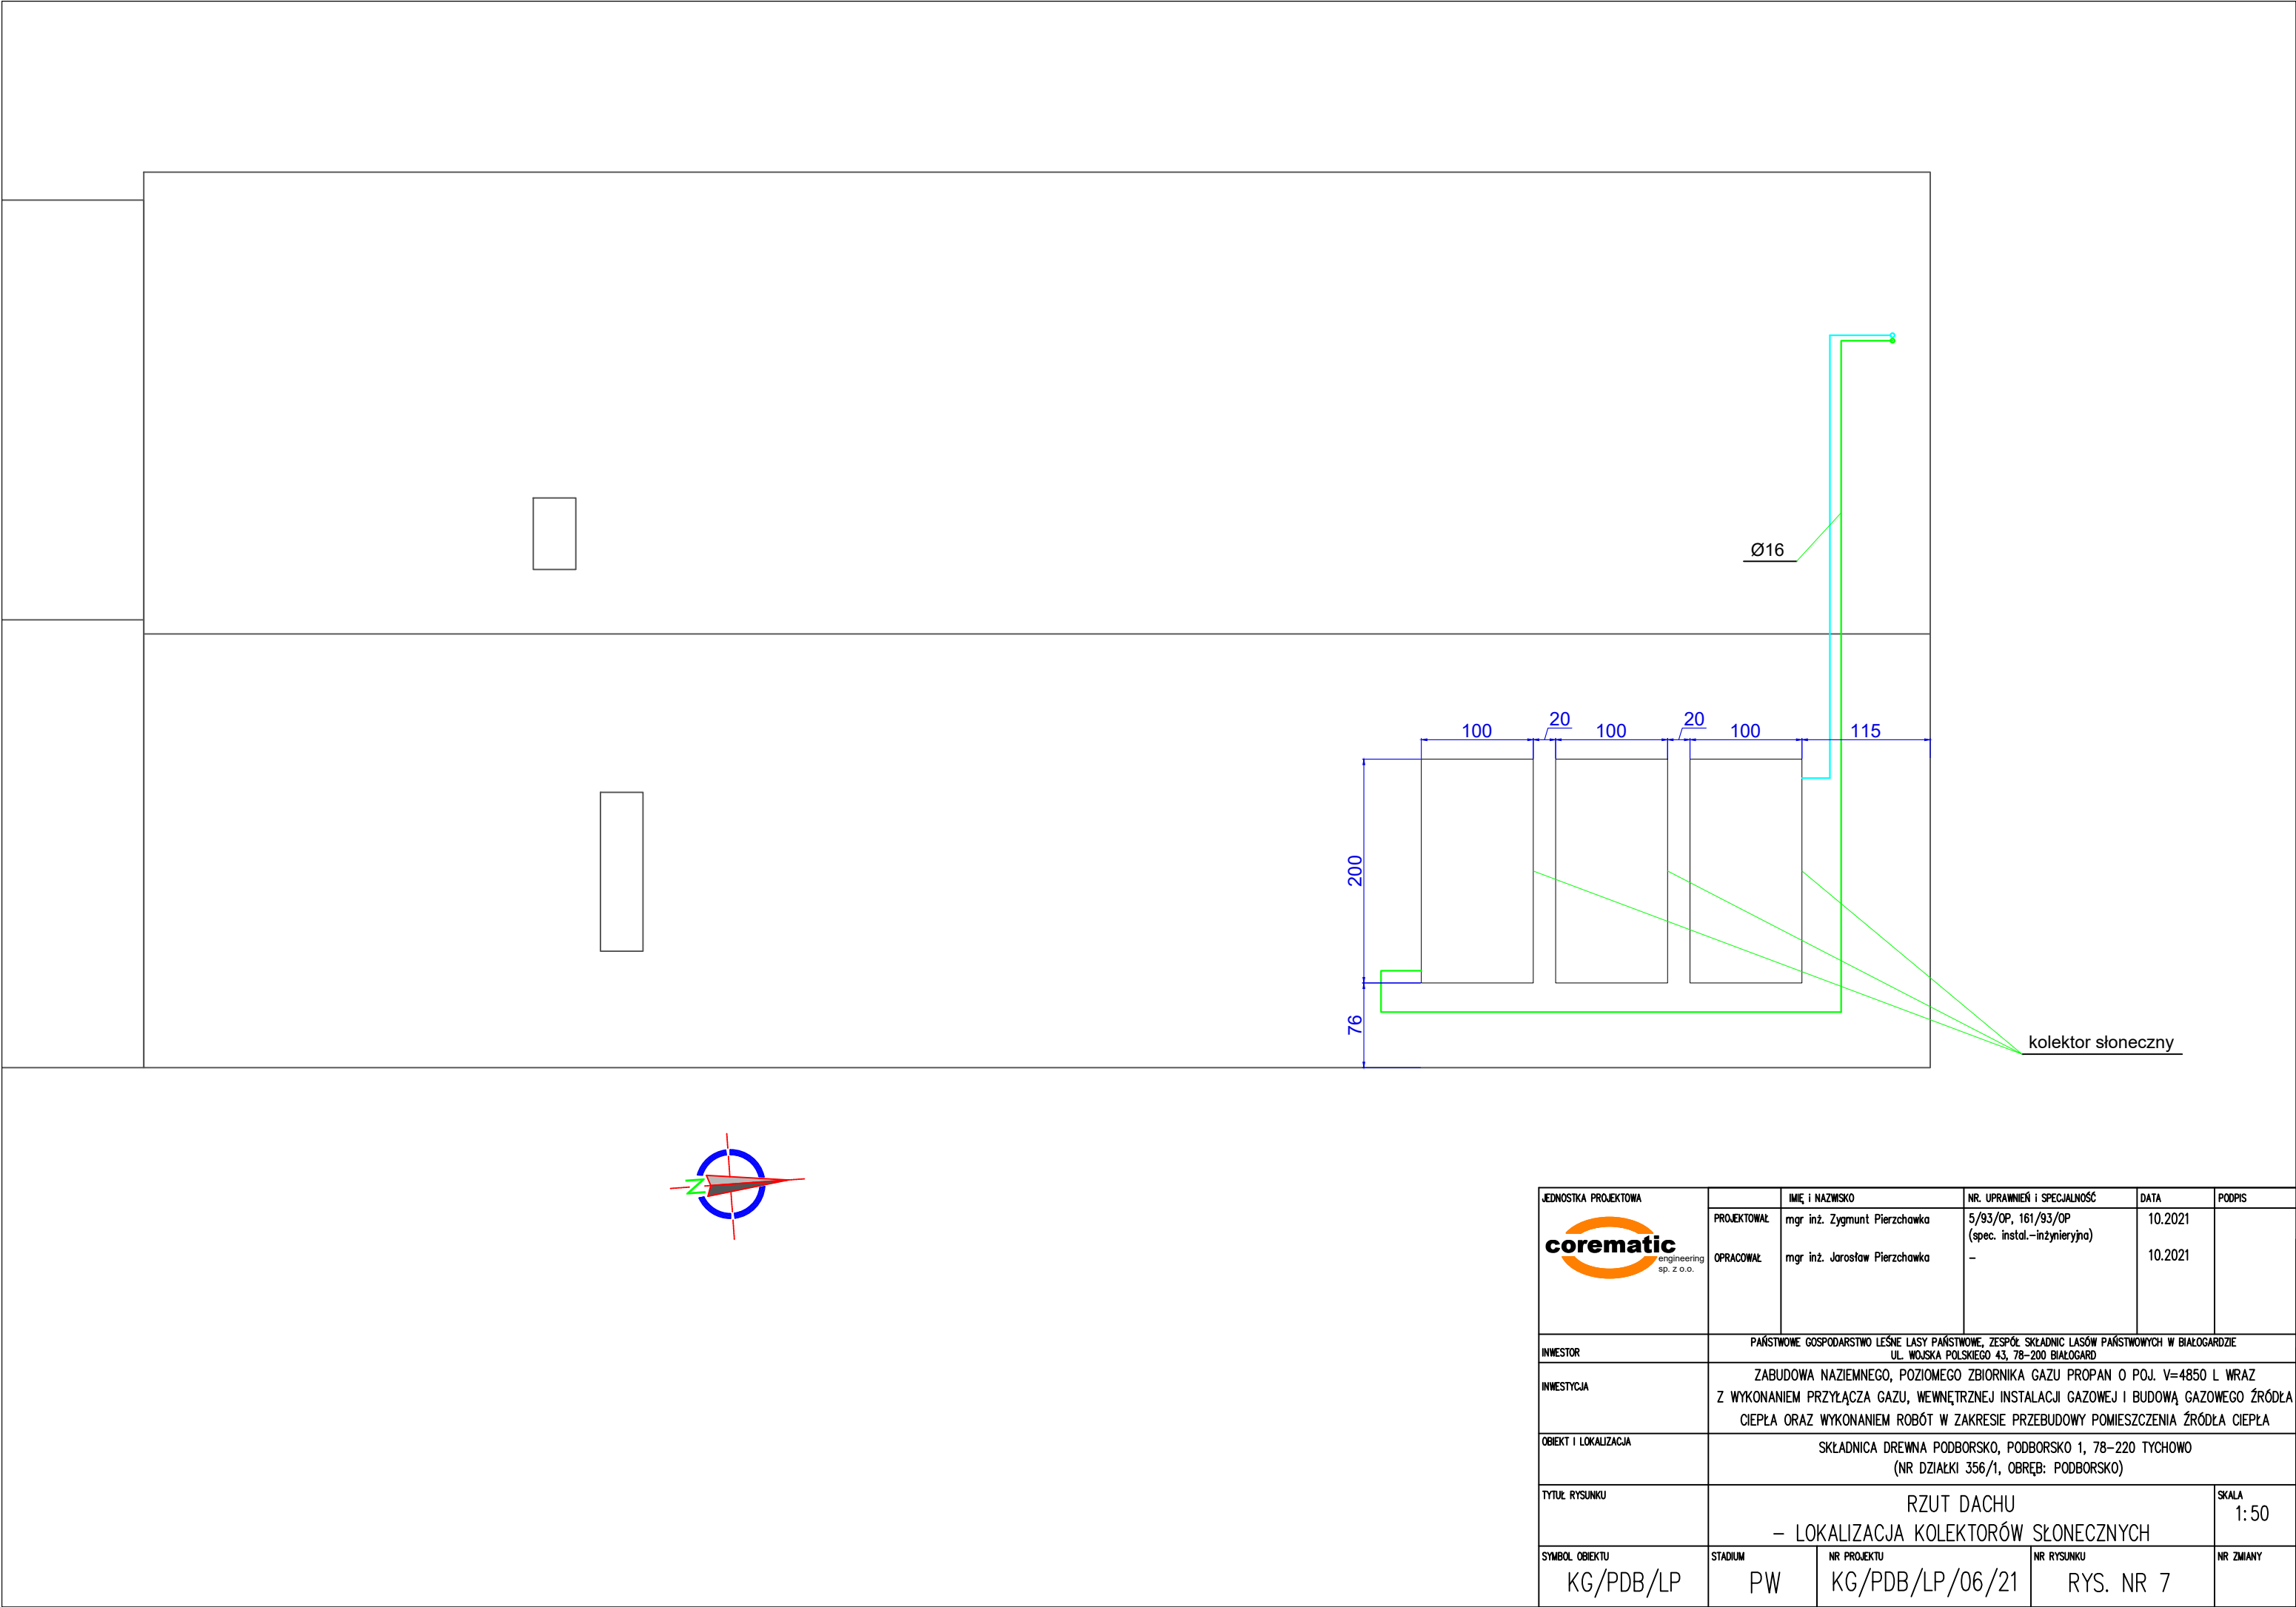 Ø16
100
20
100
20
100
115
200
76
kolektor słoneczny
N
JEDNOSTKA PROJEKTOWA
IMIĘ i NAZWISKO
NR. UPRAWNIEŃ i SPECJALNOŚĆ
DATA
PODPIS
corematic
engineering
sp. z o.o.
PROJEKTOWAŁ
mgr inż. Zygmunt Pierzchawka
5/93/OP, 161/93/OP
(spec. instal.-inżynieryjna)
10.2021
OPRACOWAŁ
mgr inż. Jarosław Pierzchawka
-
10.2021
INWESTOR
PAŃSTWOWE GOSPODARSTWO LEŚNE LASY PAŃSTWOWE, ZESPÓŁ SKŁADNIC LASÓW PAŃSTWOWYCH W BIAŁOGARDZIE
UL. WOJSKA POLSKIEGO 43, 78-200 BIAŁOGARD
INWESTYCJA
ZABUDOWA NAZIEMNEGO, POZIOMEGO ZBIORNIKA GAZU PROPAN O POJ. V=4850 L WRAZ
Z WYKONANIEM PRZYŁĄCZA GAZU, WEWNĘTRZNEJ INSTALACJI GAZOWEJ I BUDOWĄ GAZOWEGO ŹRÓDŁA
CIEPŁA ORAZ WYKONANIEM ROBÓT W ZAKRESIE PRZEBUDOWY POMIESZCZENIA ŹRÓDŁA CIEPŁA
OBIEKT I LOKALIZACJA
SKŁADNICA DREWNA PODBORSKO, PODBORSKO 1, 78-220 TYCHOWO
(NR DZIAŁKI 356/1, OBRĘB: PODBORSKO)
TYTUŁ RYSUNKU
RZUT DACHU
- LOKALIZACJA KOLEKTORÓW SŁONECZNYCH
SKALA
1:50
SYMBOL OBIEKTU
KG/PDB/LP
STADIUM
PW
NR PROJEKTU
KG/PDB/LP/06/21
NR RYSUNKU
RYS. NR 7
NR ZMIANY